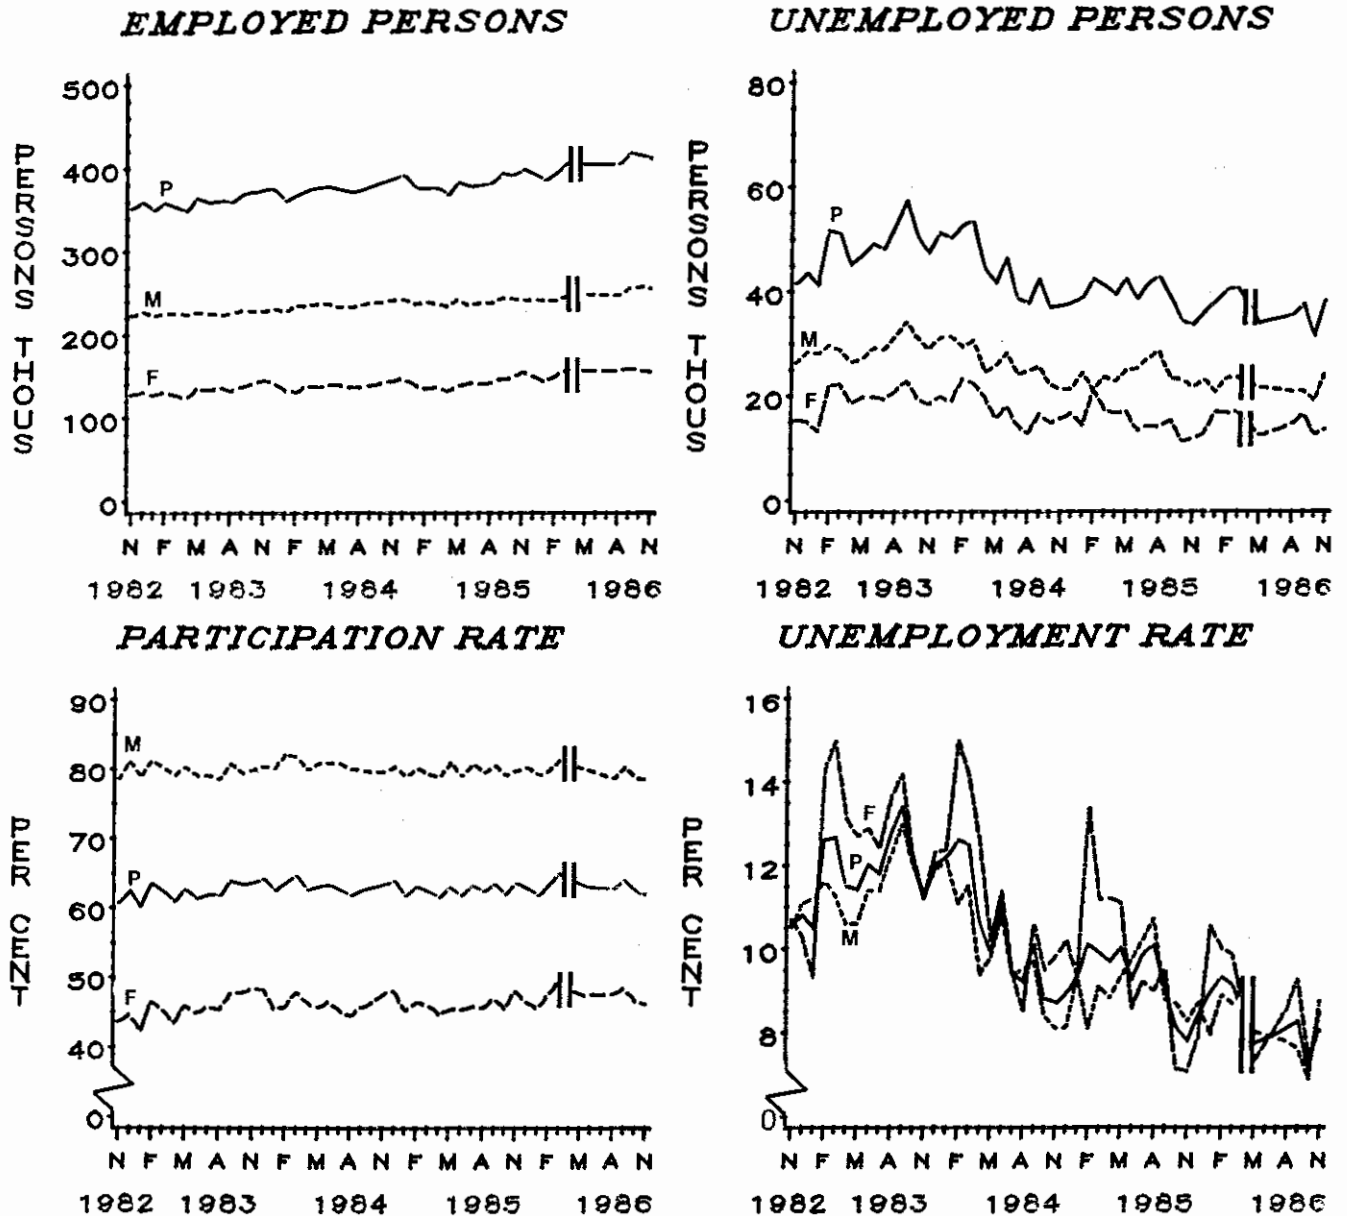 EMPLOYED PERSONS
500
400
300
200
100
0
PERSONS THOUS
P
M
F
N F M A N F M A N F M A N F M A N
1982 1983 1984 1985 1986
UNEMPLOYED PERSONS
80
60
40
20
0
PERSONS THOUS
P
M
F
N F M A N F M A N F M A N F M A N
1982 1983 1984 1985 1986
PARTICIPATION RATE
90
80
70
60
50
40
0
PER CENT
M
P
F
N F M A N F M A N F M A N F M A N
1982 1983 1984 1985 1986
UNEMPLOYMENT RATE
16
14
12
10
8
0
PER CENT
F
P
M
N F M A N F M A N F M A N F M A N
1982 1983 1984 1985 1986